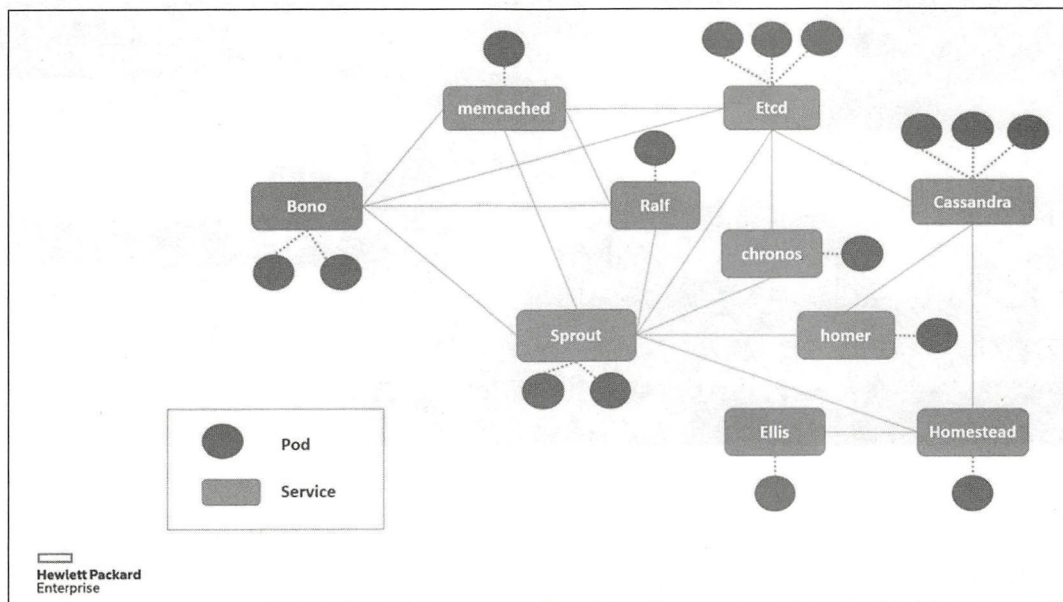 memcached
Etcd
Cassandra
Bono
Ralf
chronos
Sprout
homer
Ellis
Homestead
Pod
Service
Hewlett Packard
Enterprise